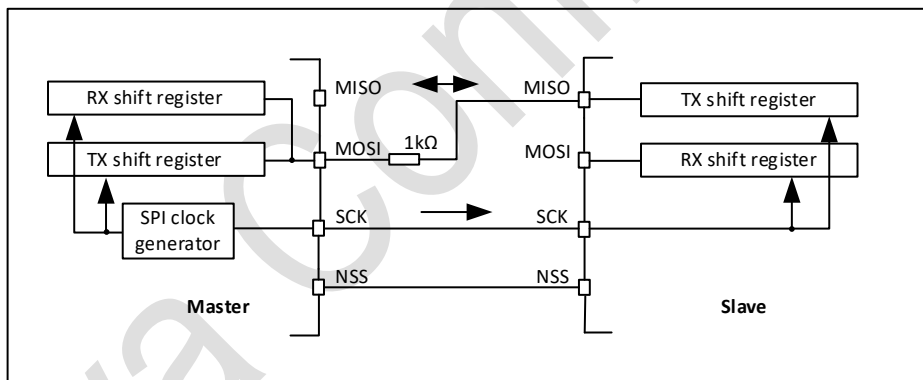 MISO
MISO
RX shift register
TX shift register
MOSI
1kΩ
MOSI
TX shift register
RX shift register
SPI clock
generator
SCK
SCK
NSS
NSS
Master
Slave